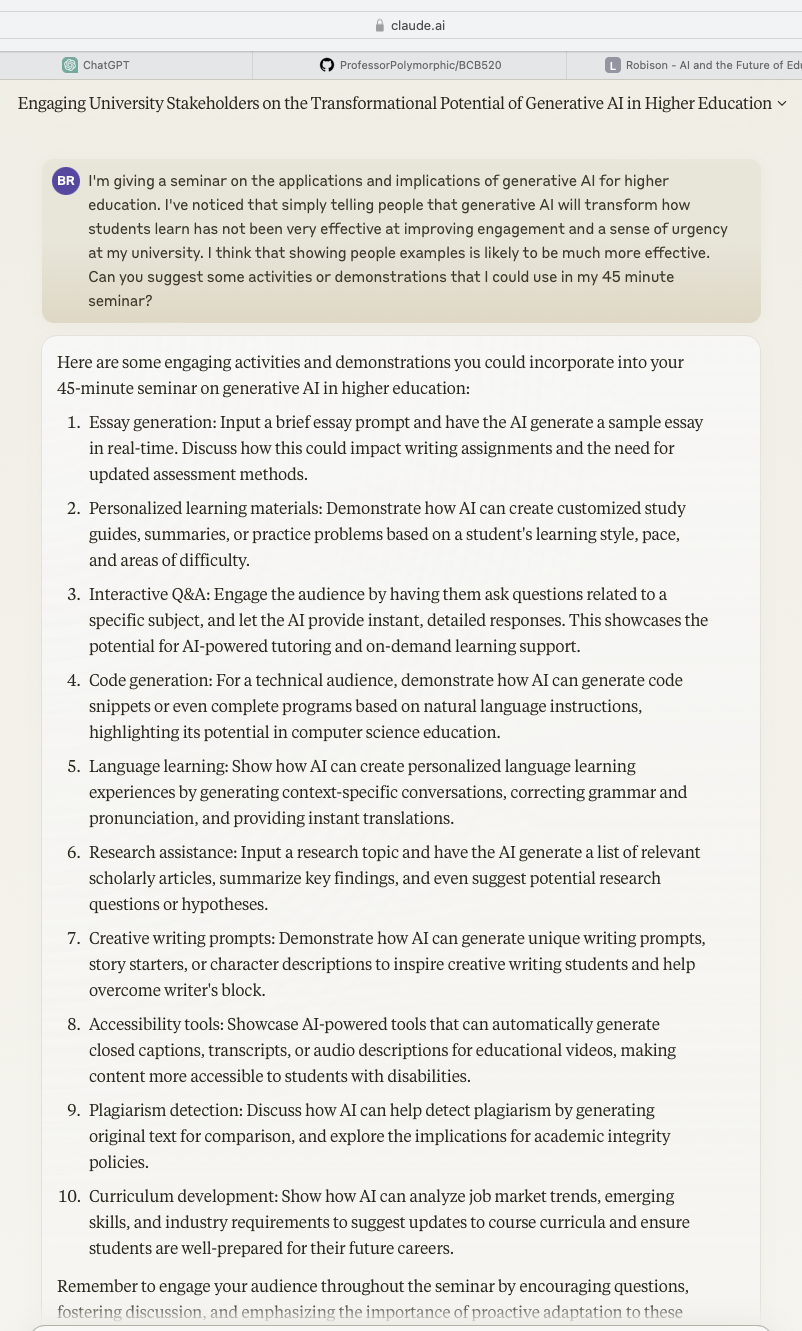 claude.ai
ChatGPT
ProfessorPolymorphic/BCB520
L
Robison - AI and the Future of Edu
Engaging University Stakeholders on the Transformational Potential of Generative AI in Higher Education
BR
I'm giving a seminar on the applications and implications of generative AI for higher
education. I've noticed that simply telling people that generative AI will transform how
students learn has not been very effective at improving engagement and a sense of urgency
at my university. I think that showing people examples is likely to be much more effective.
Can you suggest some activities or demonstrations that I could use in my 45 minute
seminar?
Here are some engaging activities and demonstrations you could incorporate into your
45-minute seminar on generative AI in higher education:
1. Essay generation: Input a brief essay prompt and have the AI generate a sample essay
in real-time. Discuss how this could impact writing assignments and the need for
updated assessment methods.
2. Personalized learning materials: Demonstrate how AI can create customized study
guides, summaries, or practice problems based on a student's learning style, pace,
and areas of difficulty.
3. Interactive Q&A: Engage the audience by having them ask questions related to a
specific subject, and let the AI provide instant, detailed responses. This showcases the
potential for AI-powered tutoring and on-demand learning support.
4. Code generation: For a technical audience, demonstrate how AI can generate code
snippets or even complete programs based on natural language instructions,
highlighting its potential in computer science education.
5. Language learning: Show how AI can create personalized language learning
experiences by generating context-specific conversations, correcting grammar and
pronunciation, and providing instant translations.
6. Research assistance: Input a research topic and have the AI generate a list of relevant
scholarly articles, summarize key findings, and even suggest potential research
questions or hypotheses.
7. Creative writing prompts: Demonstrate how AI can generate unique writing prompts,
story starters, or character descriptions to inspire creative writing students and help
overcome writer's block.
8. Accessibility tools: Showcase AI-powered tools that can automatically generate
closed captions, transcripts, or audio descriptions for educational videos, making
content more accessible to students with disabilities.
9. Plagiarism detection: Discuss how AI can help detect plagiarism by generating
original text for comparison, and explore the implications for academic integrity
policies.
10. Curriculum development: Show how AI can analyze job market trends, emerging
skills, and industry requirements to suggest updates to course curricula and ensure
students are well-prepared for their future careers.
Remember to engage your audience throughout the seminar by encouraging questions,
fostering discussion, and emphasizing the importance of proactive adaptation to these